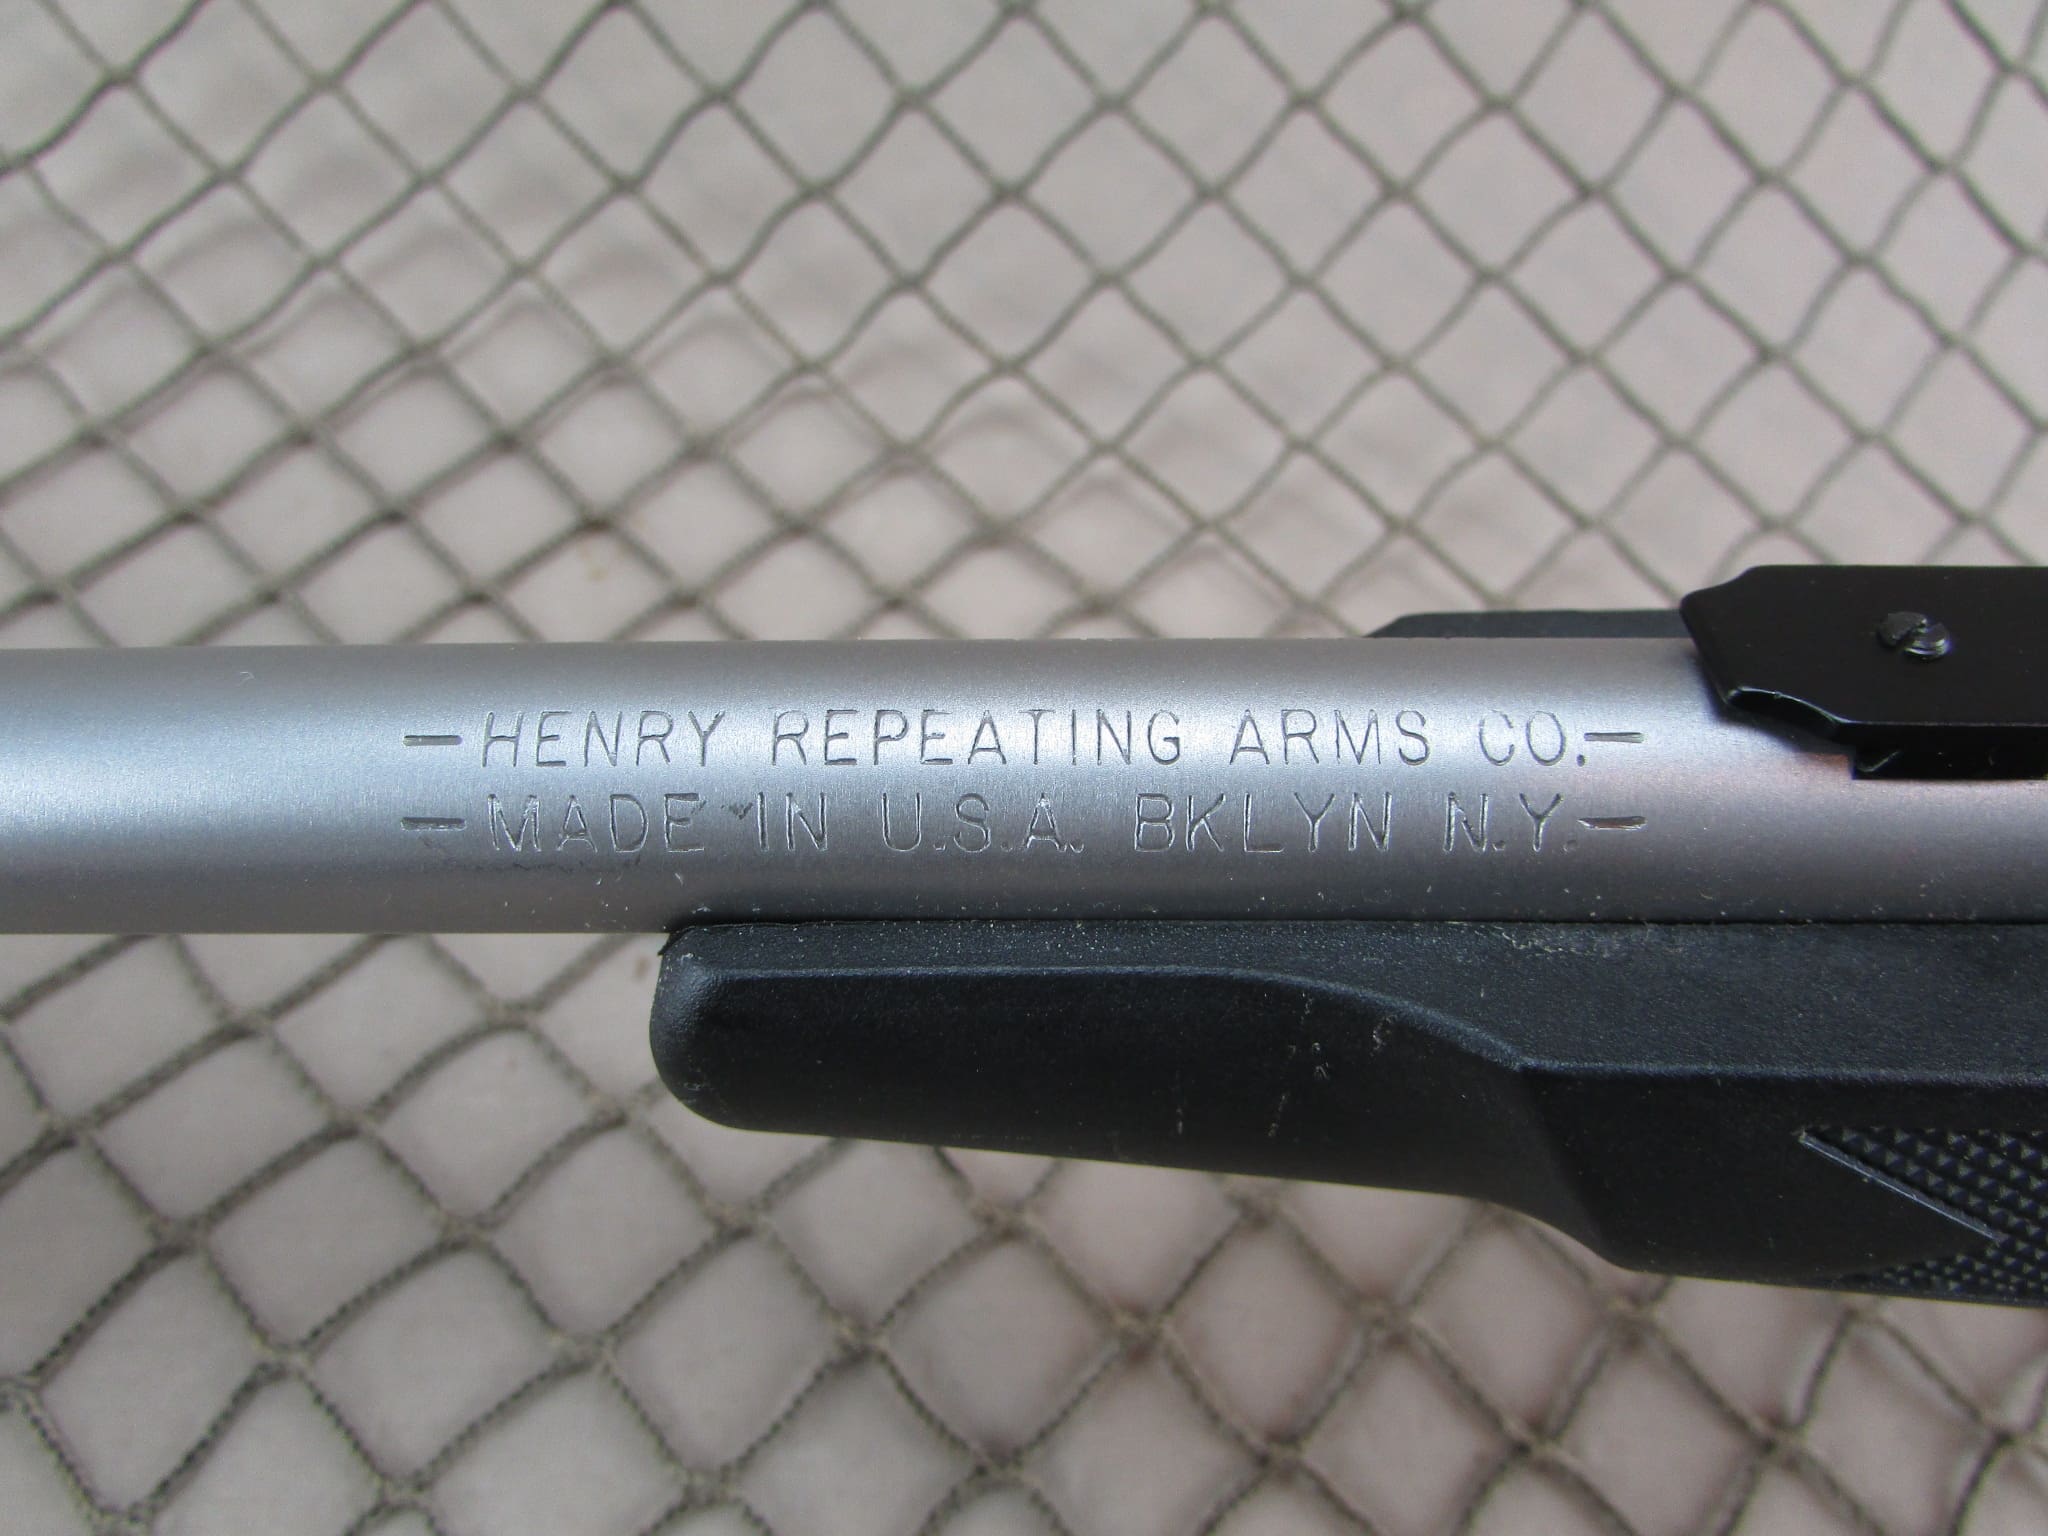 -HENRY REPEATING ARMS CO.-
-MADE IN U.S.A. BKLYN N.Y.-